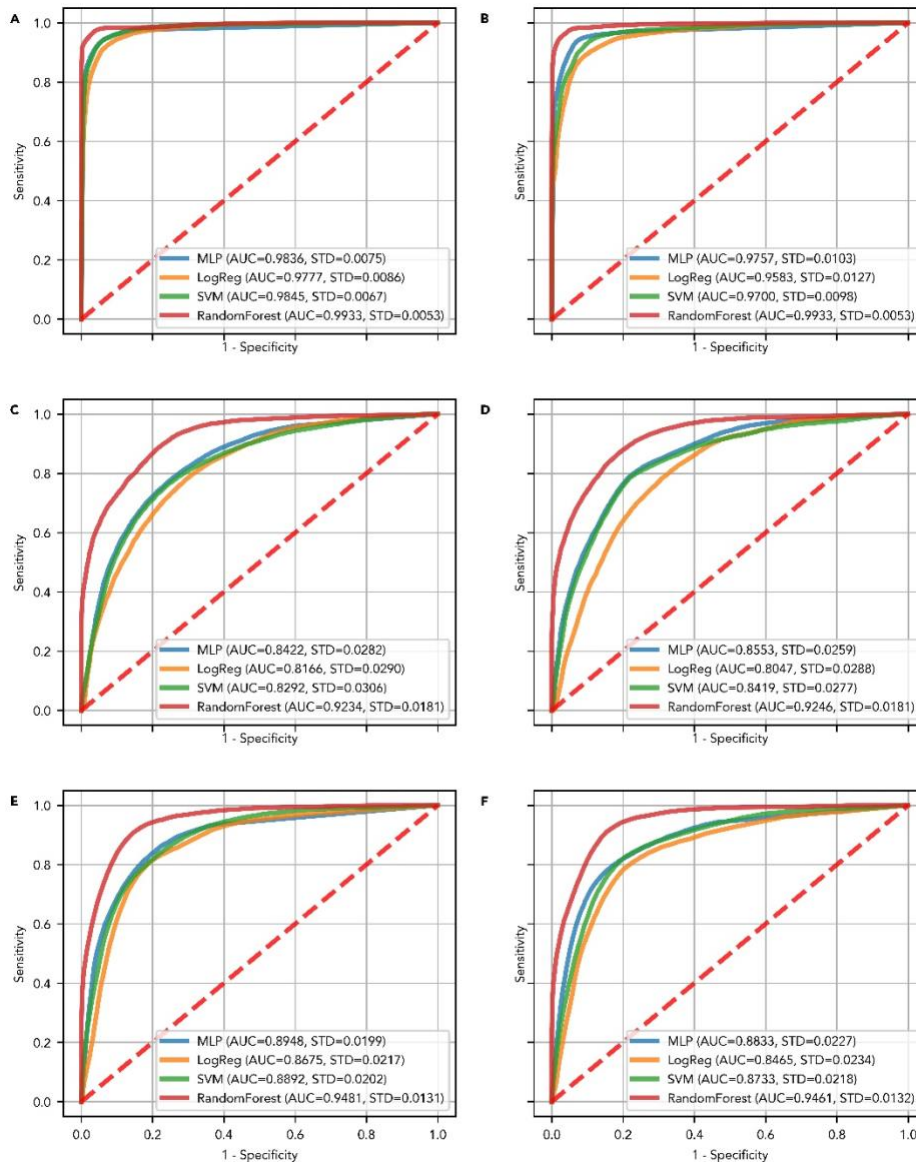 A
1.0
0.8
0.6
0.4
0.2
0.0
Sensitivity
MLP (AUC=0.9836, STD=0.0075)
LogReg (AUC=0.9777, STD=0.0086)
SVM (AUC=0.9845, STD=0.0067)
RandomForest (AUC=0.9933, STD=0.0053)
1 - Specificity
B
Sensitivity
MLP (AUC=0.9757, STD=0.0103)
LogReg (AUC=0.9583, STD=0.0127)
SVM (AUC=0.9700, STD=0.0098)
RandomForest (AUC=0.9933, STD=0.0053)
1 - Specificity
C
1.0
0.8
0.6
0.4
0.2
0.0
Sensitivity
MLP (AUC=0.8422, STD=0.0282)
LogReg (AUC=0.8166, STD=0.0290)
SVM (AUC=0.8292, STD=0.0306)
RandomForest (AUC=0.9234, STD=0.0181)
1 - Specificity
D
Sensitivity
MLP (AUC=0.8553, STD=0.0259)
LogReg (AUC=0.8047, STD=0.0288)
SVM (AUC=0.8419, STD=0.0277)
RandomForest (AUC=0.9246, STD=0.0181)
1 - Specificity
E
1.0
0.8
0.6
0.4
0.2
0.0
Sensitivity
MLP (AUC=0.8948, STD=0.0199)
LogReg (AUC=0.8675, STD=0.0217)
SVM (AUC=0.8892, STD=0.0202)
RandomForest (AUC=0.9481, STD=0.0131)
0.0 0.2 0.4 0.6 0.8 1.0
1 - Specificity
F
Sensitivity
MLP (AUC=0.8833, STD=0.0227)
LogReg (AUC=0.8465, STD=0.0234)
SVM (AUC=0.8733, STD=0.0218)
RandomForest (AUC=0.9461, STD=0.0132)
0.0 0.2 0.4 0.6 0.8 1.0
1 - Specificity